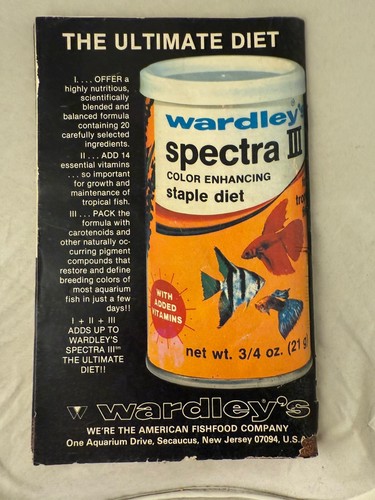 THE ULTIMATE DIET
I. . . . OFFER a
highly nutritious,
scientifically
blended and
balanced formula
containing 20
carefully selected
ingredients.
II . . . ADD 14
essential vitamins
. . . so important
for growth and
maintenance of
tropical fish.
III . . . PACK the
formula with
carotenoids and
other naturally oc-
curring pigment
compounds that
restore and define
breeding colors of
most aquarium
fish in just a few
days!!
I + II + III
ADDS UP TO
WARDLEY'S
SPECTRA III™
THE ULTIMATE
DIET!!
wardley's
spectra III
COLOR ENHANCING
staple diet
WITH
ADDED
VITAMINS
net wt. 3/4 oz. (21 g
wardley's®
WE'RE THE AMERICAN FISHFOOD COMPANY
One Aquarium Drive, Secaucus, New Jersey 07094, U.S.A